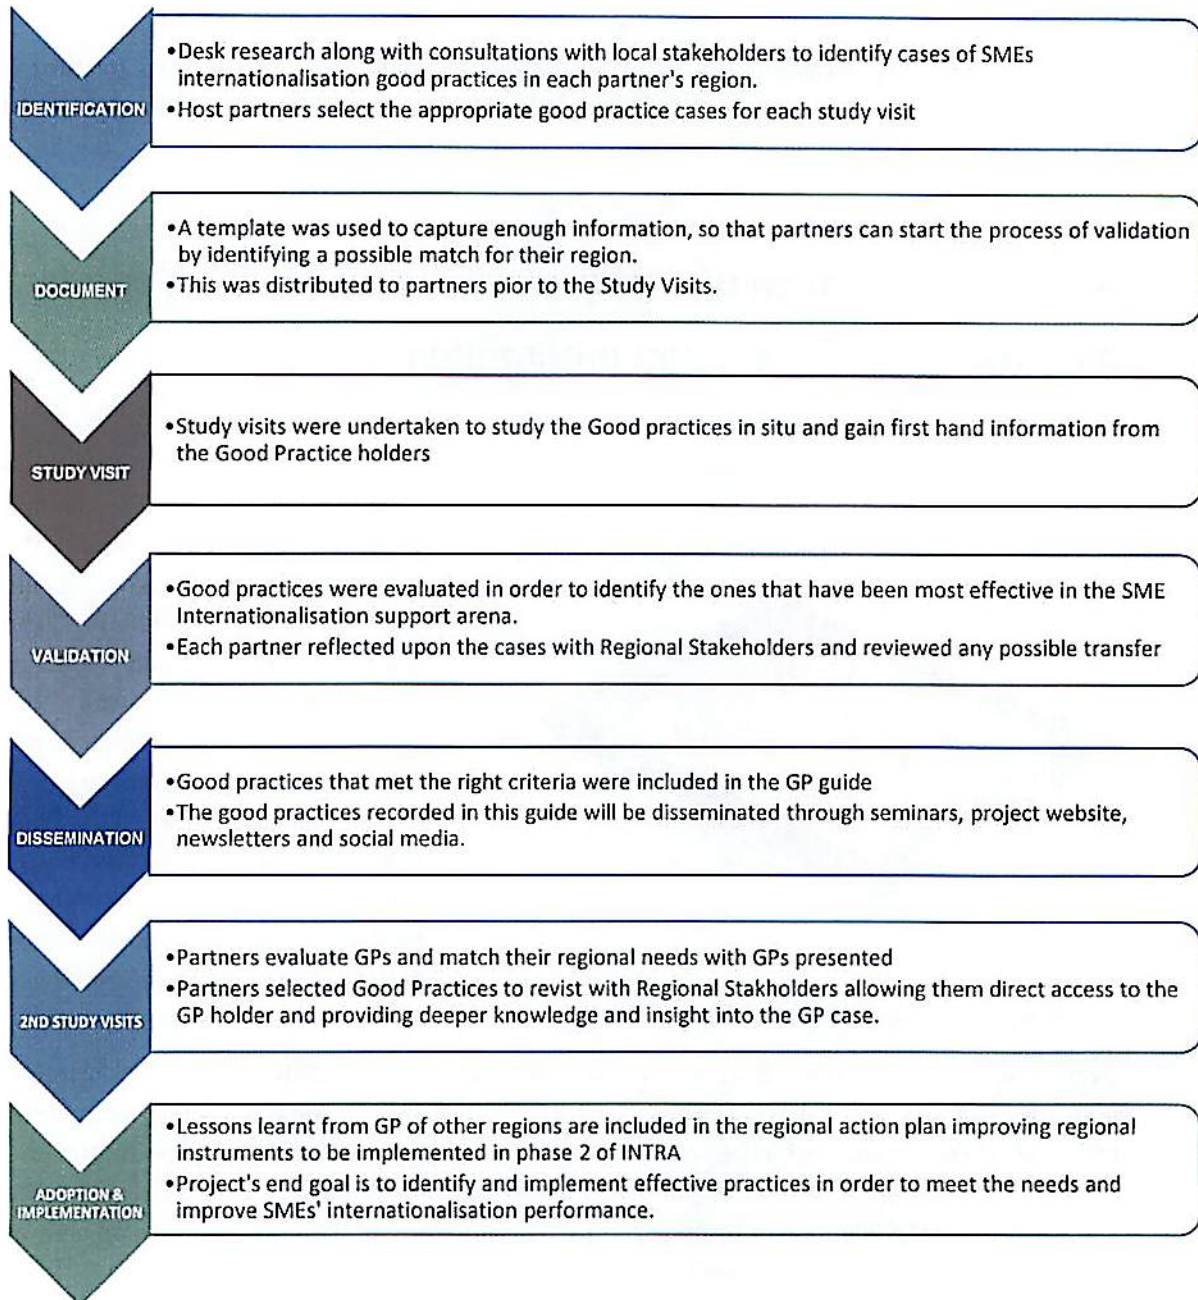 IDENTIFICATION
•Desk research along with consultations with local stakeholders to identify cases of SMEs
internationalisation good practices in each partner's region.
•Host partners select the appropriate good practice cases for each study visit
DOCUMENT
•A template was used to capture enough information, so that partners can start the process of validation
by identifying a possible match for their region.
•This was distributed to partners pior to the Study Visits.
STUDY VISIT
•Study visits were undertaken to study the Good practices in situ and gain first hand information from
the Good Practice holders
VALIDATION
•Good practices were evaluated in order to identify the ones that have been most effective in the SME
Internationalisation support arena.
•Each partner reflected upon the cases with Regional Stakeholders and reviewed any possible transfer
DISSEMINATION
•Good practices that met the right criteria were included in the GP guide
•The good practices recorded in this guide will be disseminated through seminars, project website,
newsletters and social media.
2ND STUDY VISITS
•Partners evaluate GPs and match their regional needs with GPs presented
•Partners selected Good Practices to revist with Regional Stakholders allowing them direct access to the
GP holder and providing deeper knowledge and insight into the GP case.
ADOPTION &
IMPLEMENTATION
•Lessons learnt from GP of other regions are included in the regional action plan improving regional
instruments to be implemented in phase 2 of INTRA
•Project's end goal is to identify and implement effective practices in order to meet the needs and
improve SMEs' internationalisation performance.